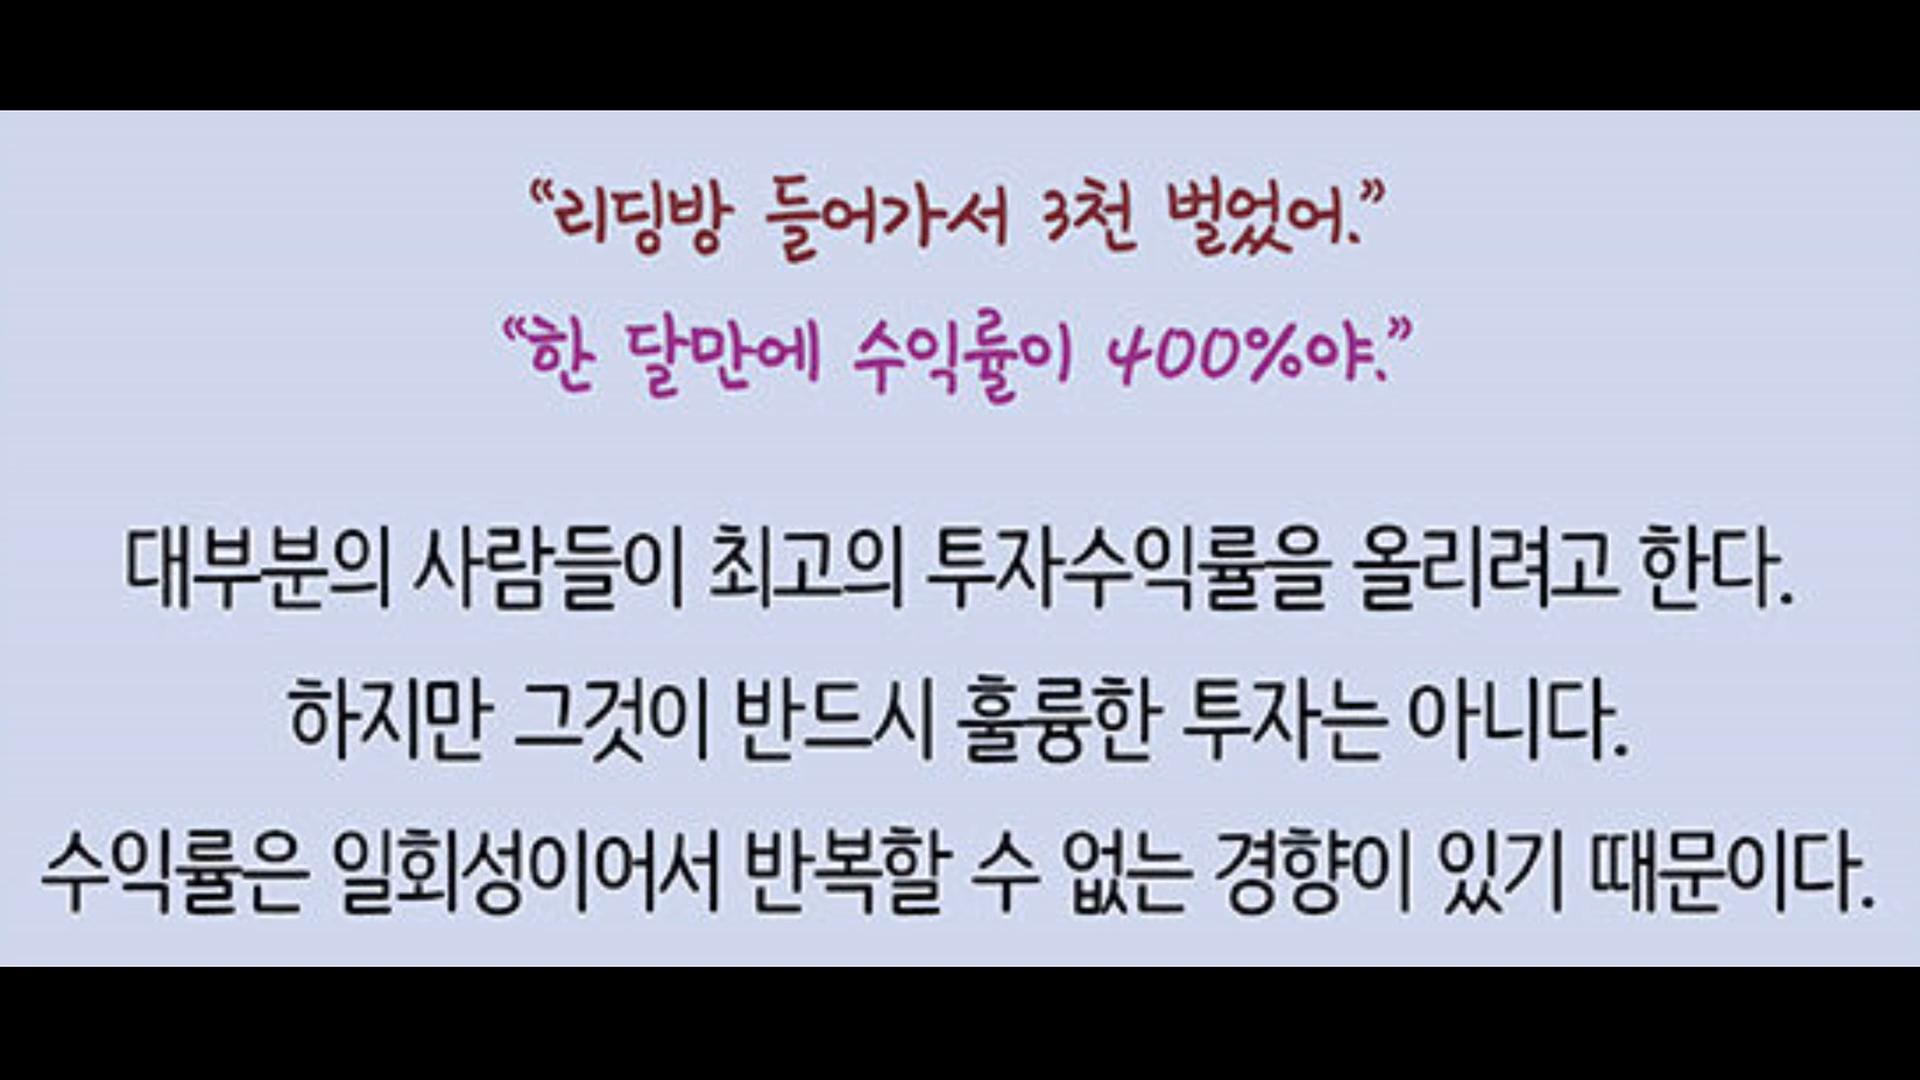 “리딩방 들어가서 3천 벌었어.”
“한 달만에 수익률이 400%야.”
대부분의 사람들이 최고의 투자수익률을 올리려고 한다.
하지만 그것이 반드시 훌륭한 투자는 아니다.
수익률은 일회성이어서 반복할 수 없는 경향이 있기 때문이다.